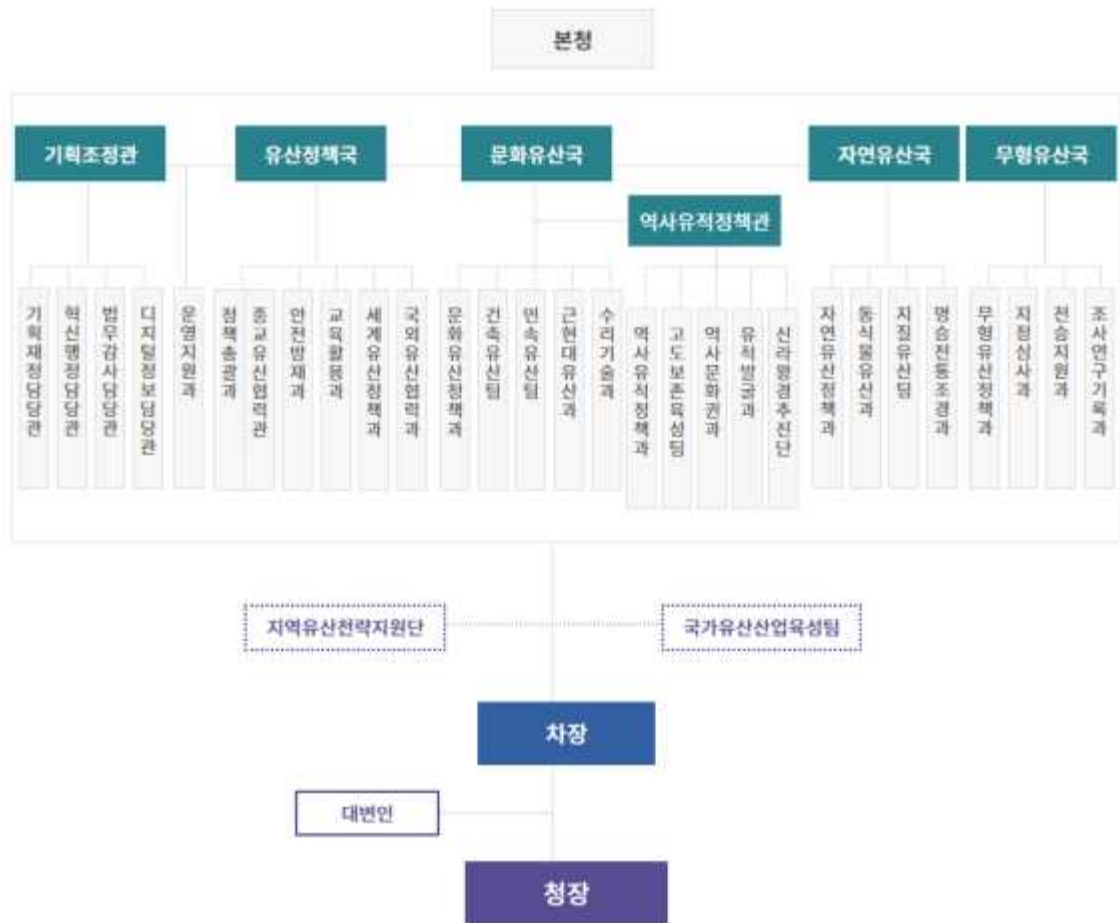 본청
기획조정관
유산정책국
문화유산국
자연유산국
무형유산국
역사유적정책관
기획재정담당관
혁신행정담당관
법무감사담당관
디지털정보담당관
운영지원과
정책총괄과
종교유산협력관
안전방재과
교육활용과
세계유산정책과
국외유산협력과
문화유산정책과
건축유산팀
민속유산팀
근현대유산과
수리기술과
역사유적정책과
고도보존육성팀
역사문화권과
유적발굴과
신라왕경추진단
자연유산정책과
동식물유산과
지질유산팀
명승전통조경과
무형유산정책과
지정심사과
전승지원과
조사연구기록과
지역유산전략지원단
국가유산산업육성팀
차장
대변인
청장